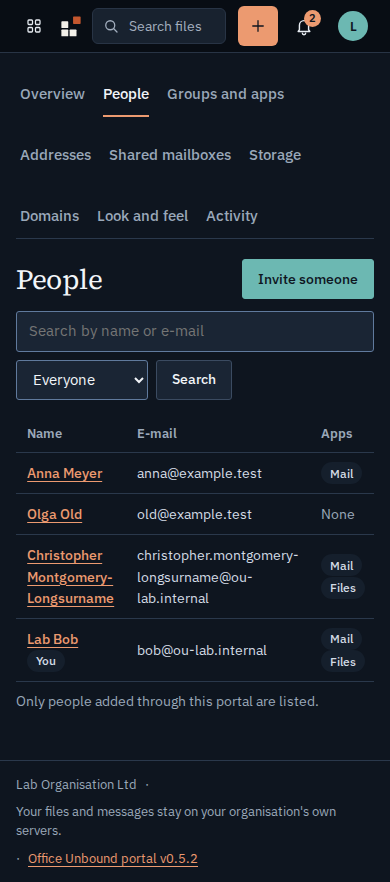 Search files
2
L
Overview People Groups and apps
Addresses Shared mailboxes Storage
Domains Look and feel Activity
People
Invite someone
Search by name or e-mail
Everyone
Search
Name E-mail Apps
Anna Meyer anna@example.test Mail
Olga Old old@example.test None
Christopher Montgomery-Longsurname christopher.montgomery-longsurname@ou-lab.internal Mail Files
Lab Bob You bob@ou-lab.internal Mail Files
Only people added through this portal are listed.
Lab Organisation Ltd ·
Your files and messages stay on your organisation's own
servers.
· Office Unbound portal v0.5.2